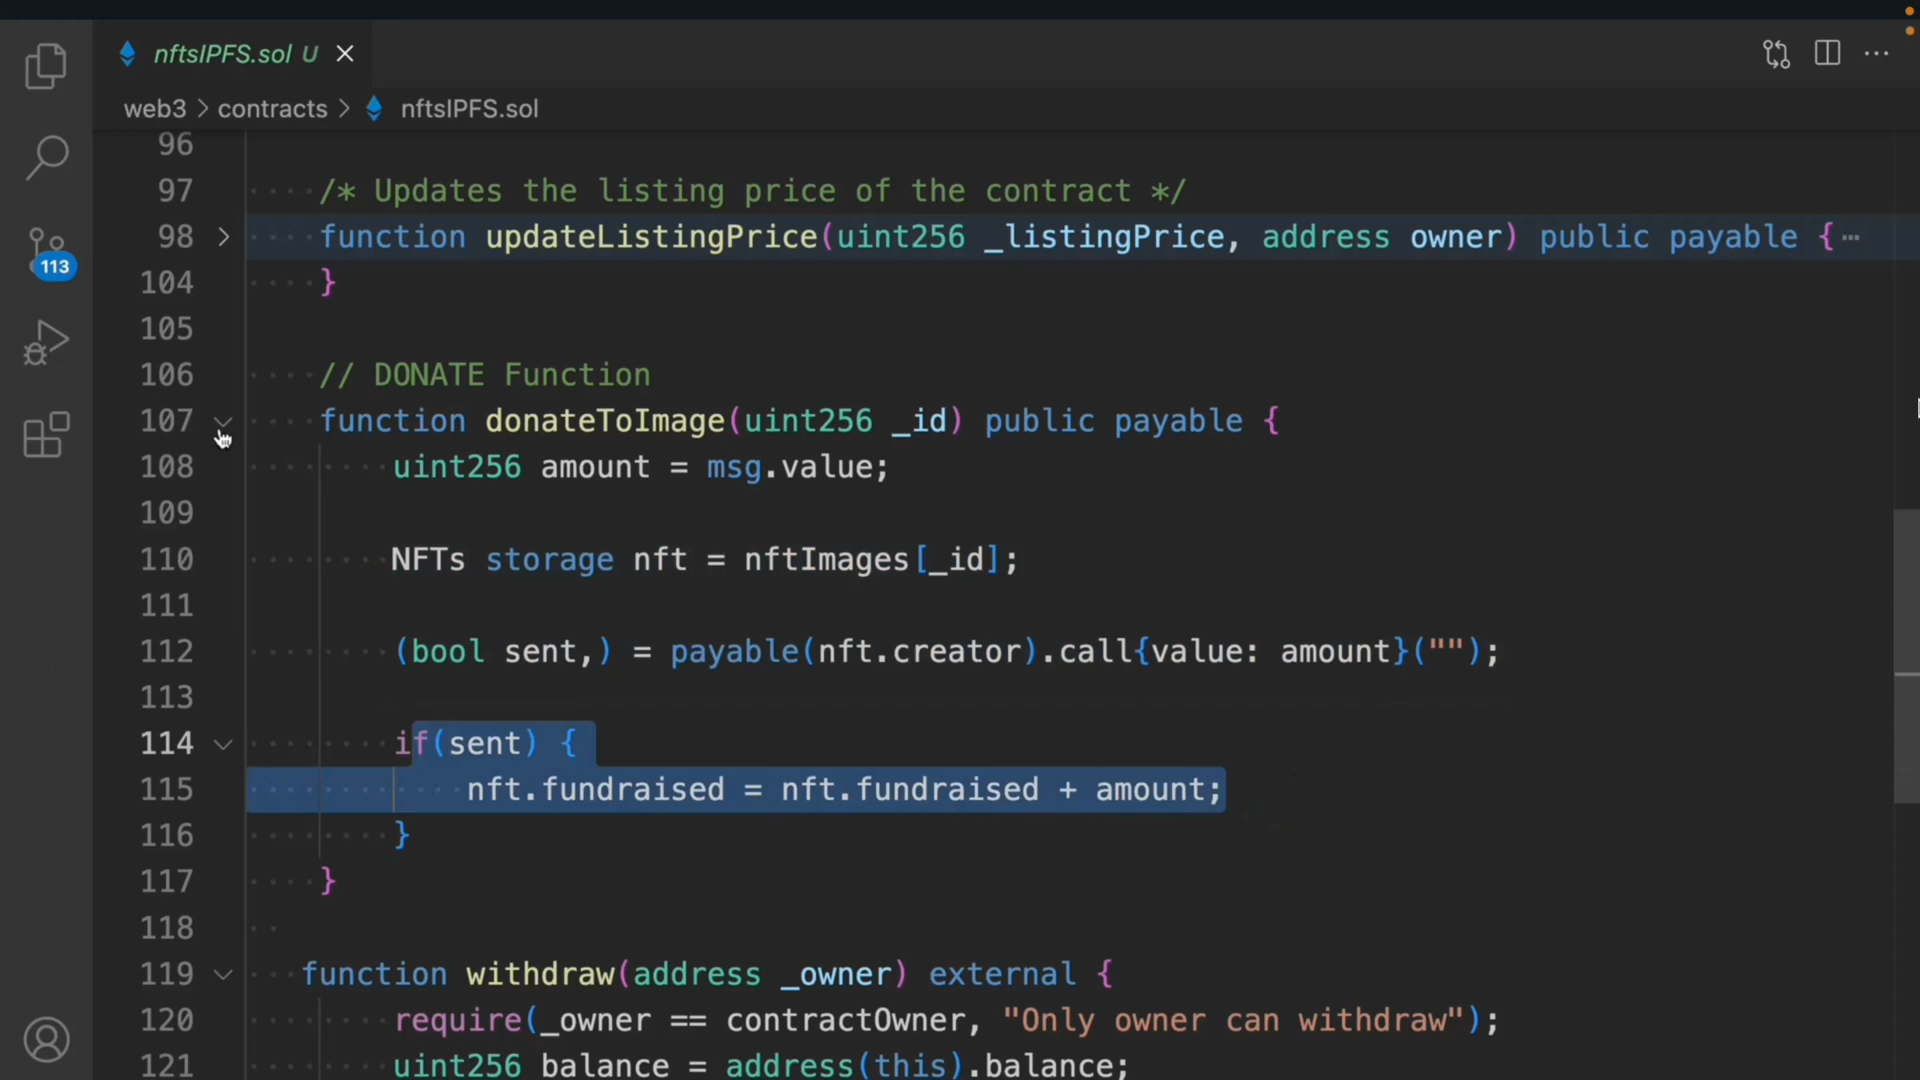 nftsIPFS.sol U
web3 > contracts > nftsIPFS.sol
96
97 /* Updates the listing price of the contract */
98 function updateListingPrice(uint256 _listingPrice, address owner) public payable {
104 }
105
106 // DONATE Function
107 function donateToImage(uint256 _id) public payable {
108 uint256 amount = msg.value;
109
110 NFTs storage nft = nftImages[_id];
111
112 (bool sent,) = payable(nft.creator).call{value: amount}("");
113
114 if(sent) {
115 nft.fundraised = nft.fundraised + amount;
116 }
117 }
118
119 function withdraw(address _owner) external {
120 require(_owner == contractOwner, "Only owner can withdraw");
121 uint256 balance = address(this).balance;
113